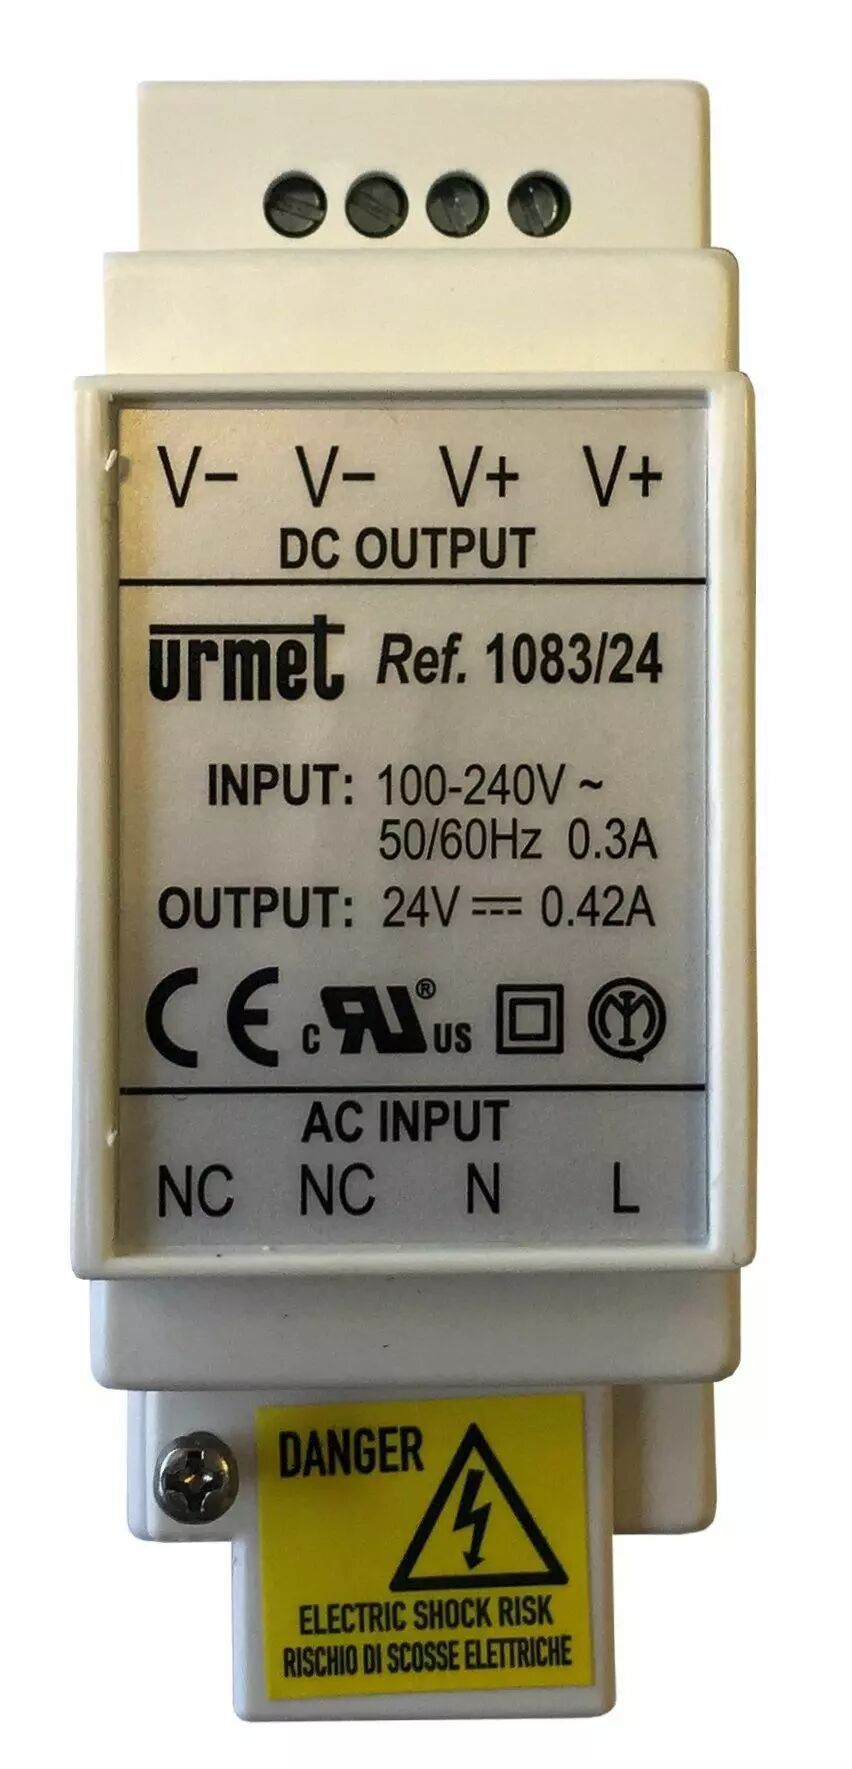 V- V- V+ V+
DC OUTPUT
urmet Ref. 1083/24
INPUT: 100-240V ~
50/60Hz 0.3A
OUTPUT: 24V ⎓ 0.42A
CE c RU ® US
AC INPUT
NC NC N L
DANGER
ELECTRIC SHOCK RISK
RISCHIO DI SCOSSE ELETTRICHE